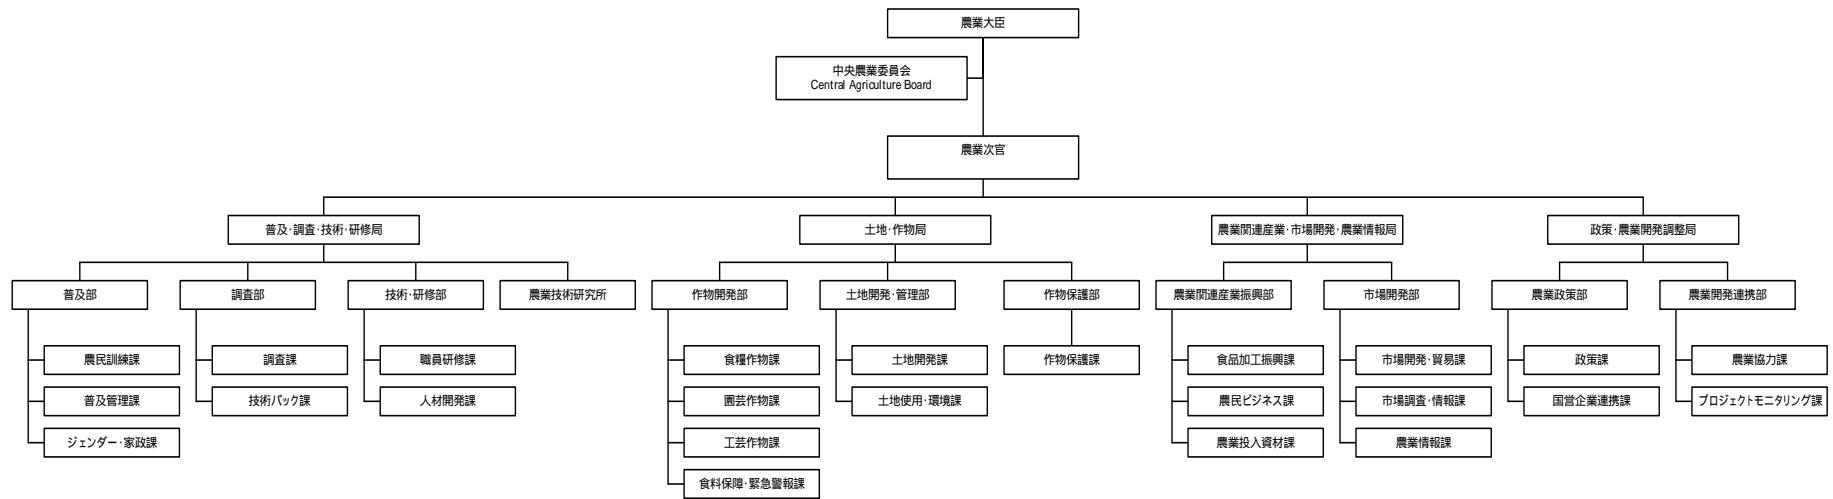 農業大臣
中央農業委員会
Central Agriculture Board
農業次官
普及・調査・技術・研修局
土地・作物局
農業関連産業・市場開発・農業情報局
政策・農業開発調整局
普及部
調査部
技術・研修部
農業技術研究所
作物開発部
土地開発・管理部
作物保護部
農業関連産業振興部
市場開発部
農業政策部
農業開発連携部
農民訓練課
調査課
職員研修課
食糧作物課
土地開発課
作物保護課
食品加工振興課
市場開発・貿易課
政策課
農業協力課
普及管理課
技術パック課
人材開発課
園芸作物課
土地使用・環境課
農民ビジネス課
市場調査・情報課
国営企業連携課
プロジェクトモニタリング課
ジェンダー・家政課
工芸作物課
農業投入資材課
農業情報課
食料保障・緊急警報課